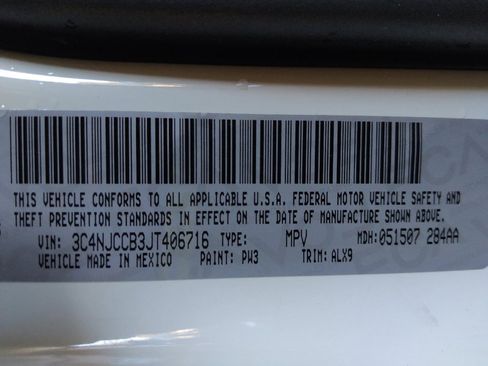 THIS VEHICLE CONFORMS TO ALL APPLICABLE U.S.A. FEDERAL MOTOR VEHICLE SAFETY AND
THEFT PREVENTION STANDARDS IN EFFECT ON THE DATE OF MANUFACTURE SHOWN ABOVE.
VIN: 3C4NJCCB3JT406716 TYPE: MPV MDH:051507 284AA
VEHICLE MADE IN MEXICO PAINT: PW3 TRIM: ALX9